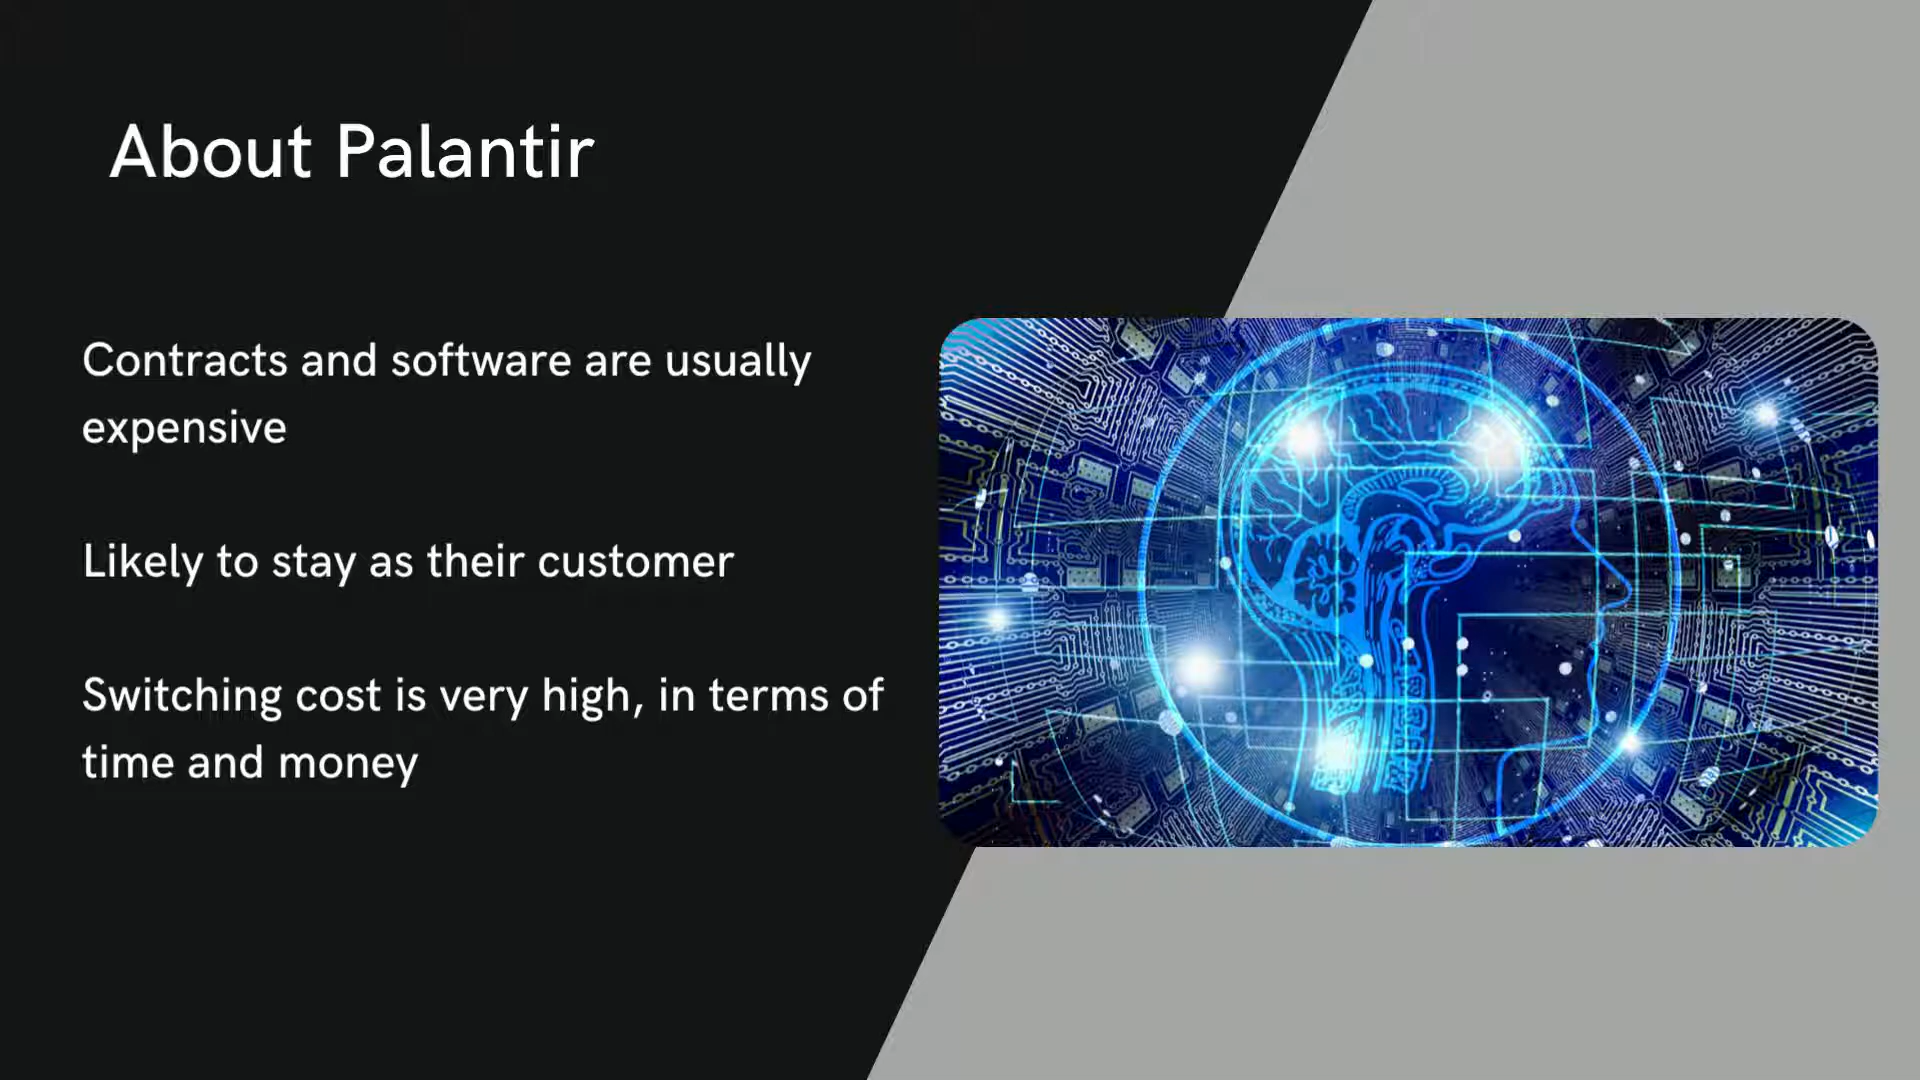 About Palantir
Contracts and software are usually
expensive
Likely to stay as their customer
Switching cost is very high, in terms of
time and money